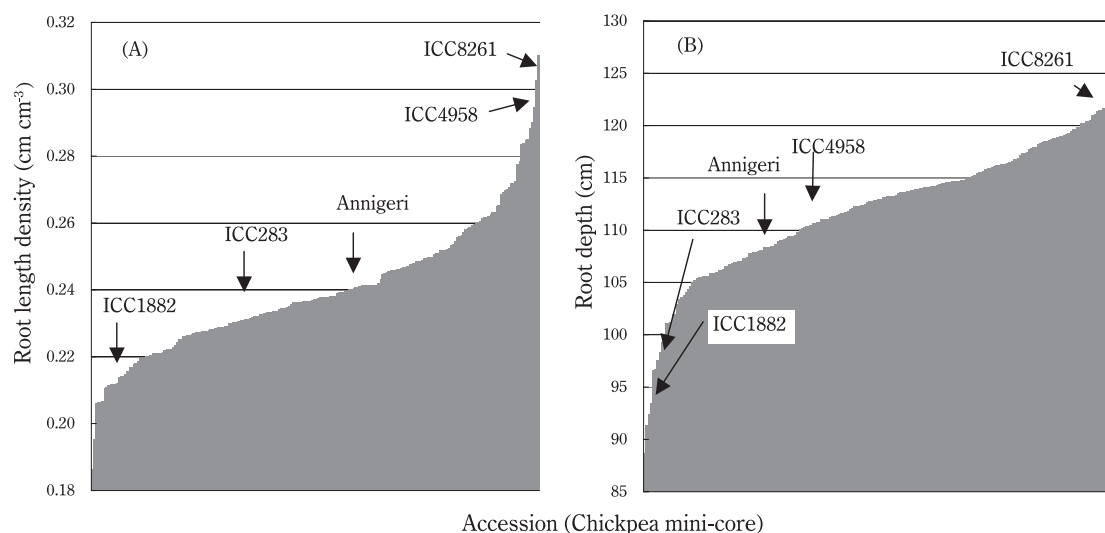 (A)
Root length density (cm cm⁻³)
0.32
0.30
0.28
0.26
0.24
0.22
0.20
0.18
ICC8261
ICC4958
Annigeri
ICC283
ICC1882
(B)
Root depth (cm)
130
125
120
115
110
105
100
95
90
85
ICC8261
ICC4958
Annigeri
ICC283
ICC1882
Accession (Chickpea mini-core)